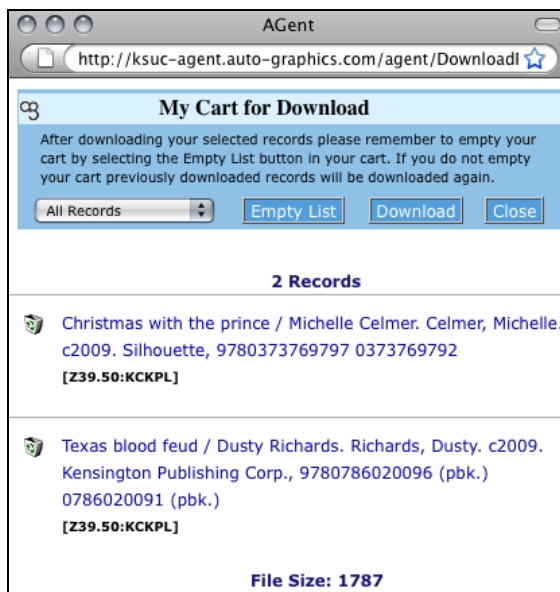 AGent
http://ksuc-agent.auto-graphics.com/agent/Download
My Cart for Download
After downloading your selected records please remember to empty your
cart by selecting the Empty List button in your cart. If you do not empty
your cart previously downloaded records will be downloaded again.
All Records Empty List Download Close
2 Records
Christmas with the prince / Michelle Celmer. Celmer, Michelle.
c2009. Silhouette, 9780373769797 0373769792
[Z39.50:KCKPL]
Texas blood feud / Dusty Richards. Richards, Dusty. c2009.
Kensington Publishing Corp., 9780786020096 (pbk.)
0786020091 (pbk.)
[Z39.50:KCKPL]
File Size: 1787